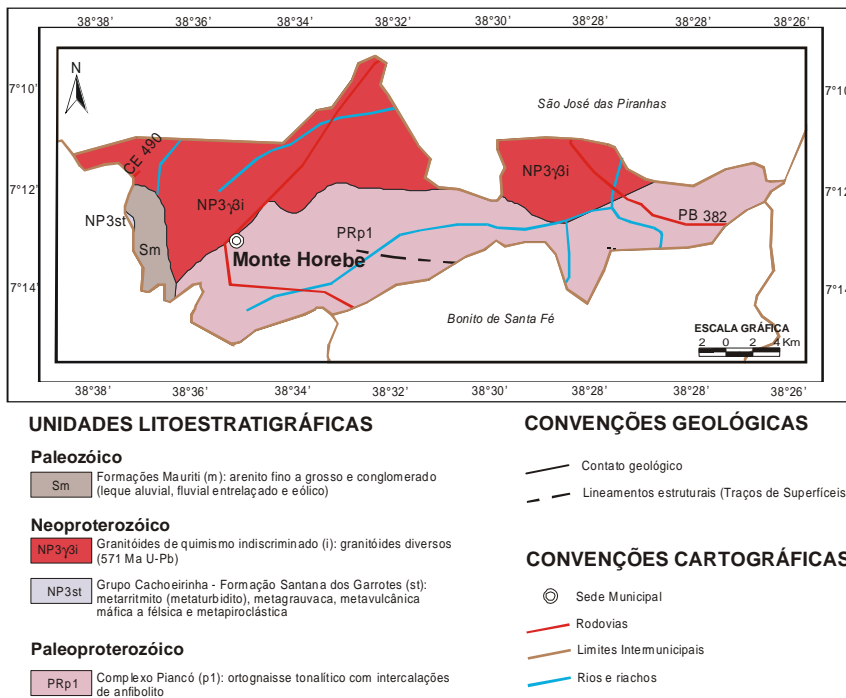 38°38' 38°36' 38°34' 38°32' 38°30' 38°28' 38°28' 38°26'
7°10' 7°10'
N
São José das Piranhas
CE 490
NP3γ3i
7°12' 7°12'
NP3γ3i
NP3st
PB 382
PRp1
Sm
Monte Horebe
7°14' 7°14'
Bonito de Santa Fé
ESCALA GRÁFICA
2 0 2 4 Km
38°38' 38°36' 38°34' 38°32' 38°30' 38°28' 38°28' 38°26'
UNIDADES LITOESTRATIGRÁFICAS
Paleozóico
Sm
Formações Mauriti (m): arenito fino a grosso e conglomerado
(leque aluvial, fluvial entrelaçado e eólico)
Neoproterozóico
NP3γ3i
Granitóides de quimismo indiscriminado (i): granitóides diversos
(571 Ma U-Pb)
NP3st
Grupo Cachoeirinha - Formação Santana dos Garrotes (st):
metarritmito (metaturbidito), metagrauvaca, metavulcânica
máfica a félsica e metapiroclástica
Paleoproterozóico
PRp1
Complexo Piancó (p1): ortognaisse tonalítico com intercalações
de anfibolito
CONVENÇÕES GEOLÓGICAS
Contato geológico
Lineamentos estruturais (Traços de Superfíceis
CONVENÇÕES CARTOGRÁFICAS
Sede Municipal
Rodovias
Limites Intermunicipais
Rios e riachos